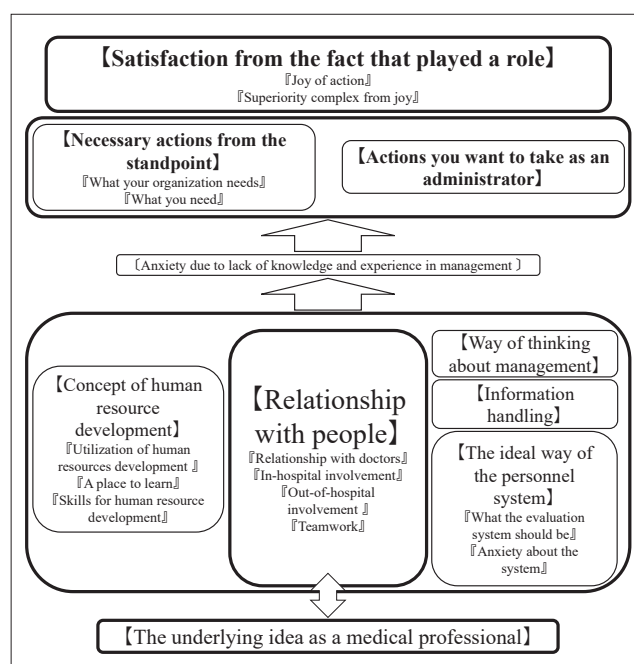 【Satisfaction from the fact that played a role】
『Joy of action』
『Superiority complex from joy』
【Necessary actions from the
standpoint】
『What your organization needs』
『What you need』
【Actions you want to take as an
administrator】
〔Anxiety due to lack of knowledge and experience in management 〕
【Concept of human
resource
development】
『Utilization of human
resources development 』
『A place to learn』
『Skills for human resource
development』
【Relationship
with people】
『Relationship with doctors』
『In-hospital involvement』
『Out-of-hospital
involvement 』
『Teamwork』
【Way of thinking
about management】
【Information
handling】
【The ideal way of
the personnel
system】
『What the evaluation
system should be』
『Anxiety about the
system』
【The underlying idea as a medical professional】